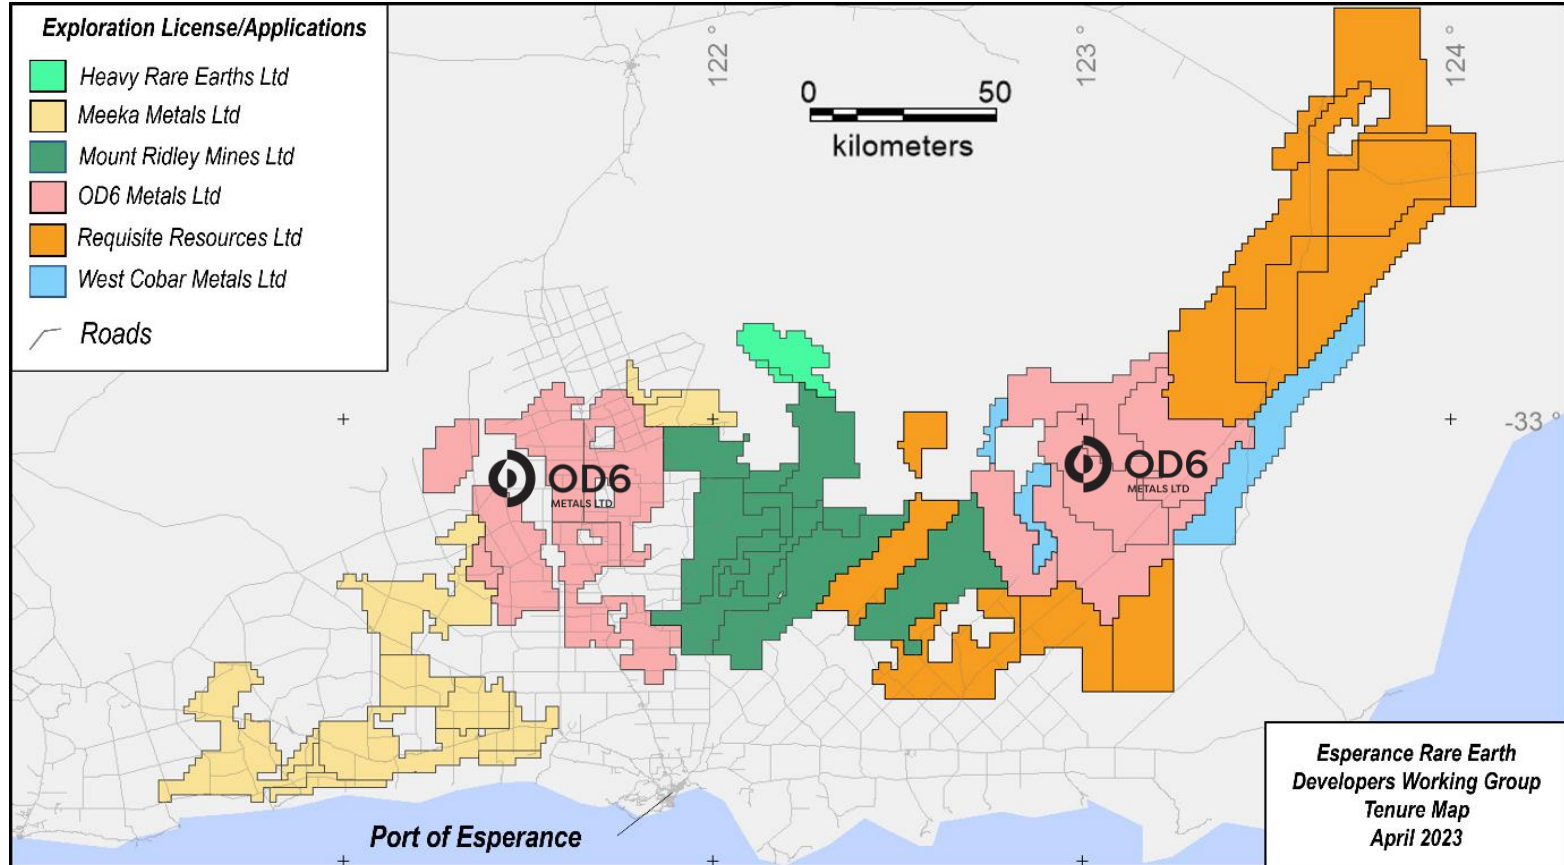 Exploration License/Applications
Heavy Rare Earths Ltd
Meeka Metals Ltd
Mount Ridley Mines Ltd
OD6 Metals Ltd
Requisite Resources Ltd
West Cobar Metals Ltd
Roads
122°
123°
124°
0 50
kilometers
-33°
OD6
METALS LTD
OD6
METALS LTD
Port of Esperance
Esperance Rare Earth
Developers Working Group
Tenure Map
April 2023